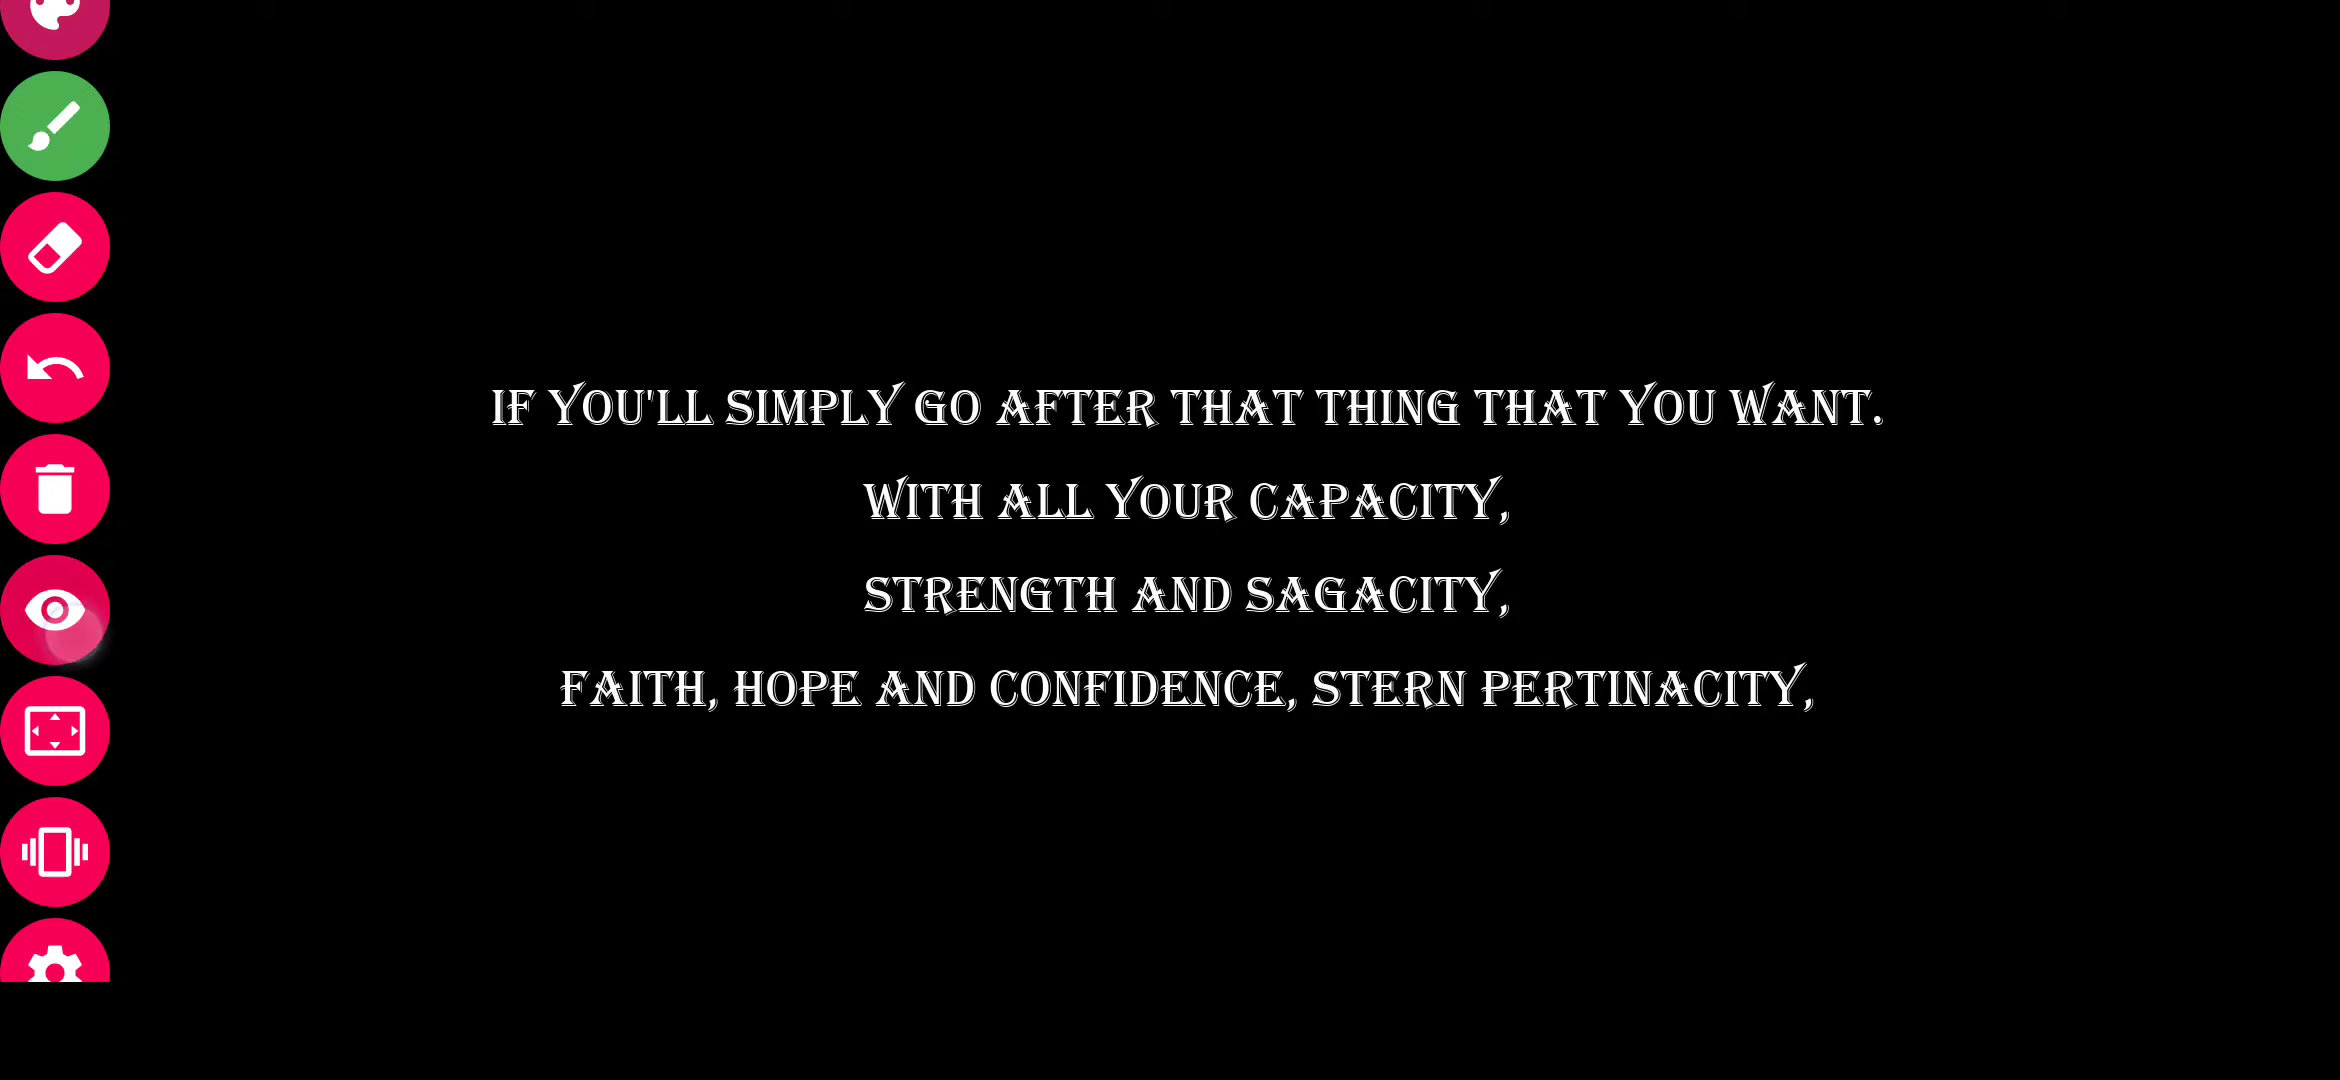 IF YOU'LL SIMPLY GO AFTER THAT THING THAT YOU WANT.
WITH ALL YOUR CAPACITY,
STRENGTH AND SAGACITY,
FAITH, HOPE AND CONFIDENCE, STERN PERTINACITY,